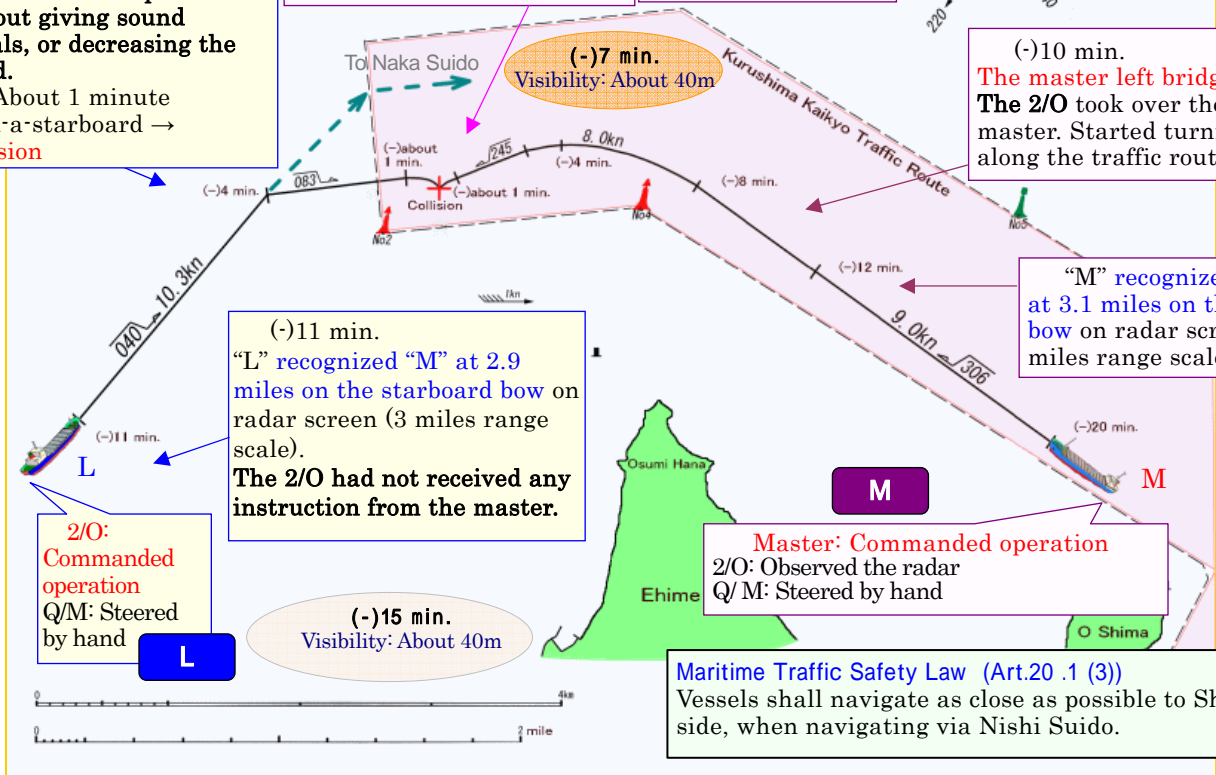 out giving sound
als, or decreasing the
d.
About 1 minute
-a-starboard →
sion
To Naka Suido
(-)7 min.
Visibility: About 40m
Kurushima Kaikyo Traffic Route
220
(-)10 min.
The master left bridg
The 2/O took over the
master. Started turn
along the traffic rout
(-)about
1 min.
245
8.0kn
(-)4 min.
(-)4 min.
083
(-)about 1 min.
Collision
(-)8 min.
No2
No4
No5
(-)12 min.
"M" recognize
at 3.1 miles on t
bow on radar scr
miles range scale
040 10.3kn
1kn
9.0kn 306
(-)11 min.
"L" recognized "M" at 2.9
miles on the starboard bow on
radar screen (3 miles range
scale).
The 2/O had not received any
instruction from the master.
(-)11 min.
L
(-)20 min.
M
Osumi Hana
M
2/O:
Commanded
operation
Q/M: Steered
by hand
L
Master: Commanded operation
2/O: Observed the radar
Q/ M: Steered by hand
(-)15 min.
Visibility: About 40m
Ehime
O Shima
Maritime Traffic Safety Law (Art.20 .1 (3))
Vessels shall navigate as close as possible to Sh
side, when navigating via Nishi Suido.
0 4km
0 2 mile